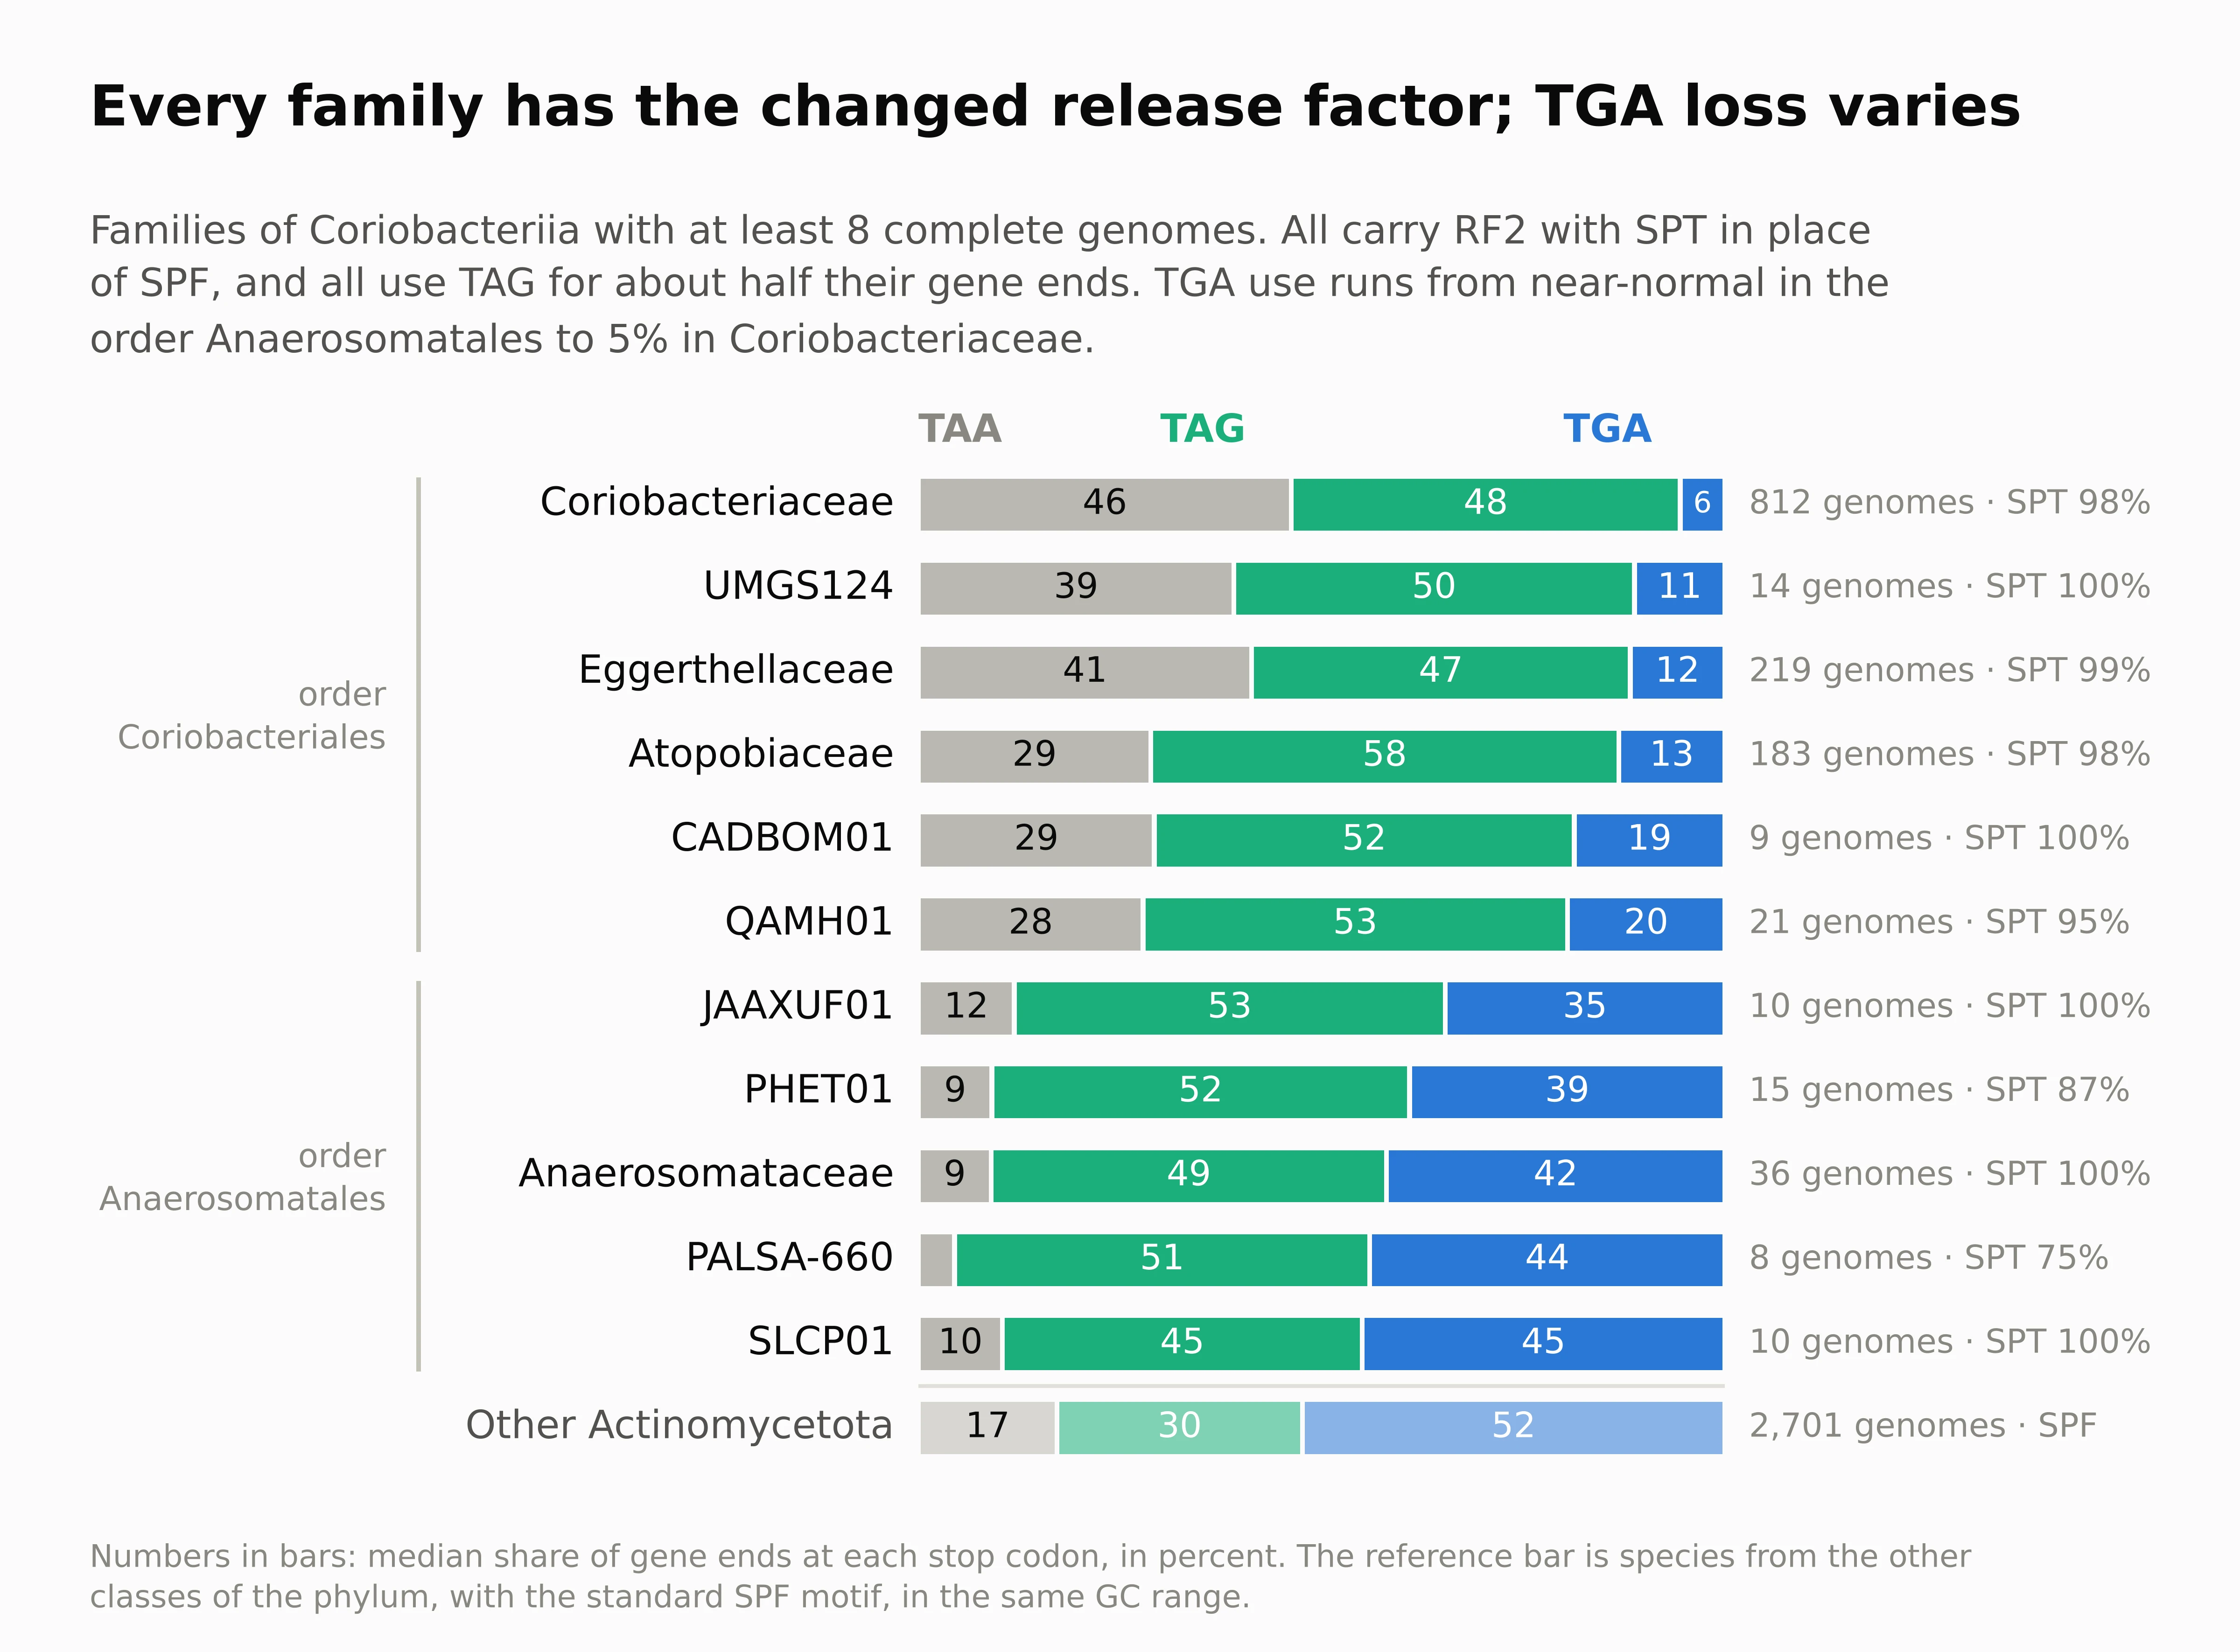 Every family has the changed release factor; TGA loss varies
Families of Coriobacteriia with at least 8 complete genomes. All carry RF2 with SPT in place
of SPF, and all use TAG for about half their gene ends. TGA use runs from near-normal in the
order Anaerosomatales to 5% in Coriobacteriaceae.
TAA TAG TGA
order
Coriobacteriales
Coriobacteriaceae 46 48 6 812 genomes · SPT 98%
UMGS124 39 50 11 14 genomes · SPT 100%
Eggerthellaceae 41 47 12 219 genomes · SPT 99%
Atopobiaceae 29 58 13 183 genomes · SPT 98%
CADBOM01 29 52 19 9 genomes · SPT 100%
QAMH01 28 53 20 21 genomes · SPT 95%
order
Anaerosomatales
JAAXUF01 12 53 35 10 genomes · SPT 100%
PHET01 9 52 39 15 genomes · SPT 87%
Anaerosomataceae 9 49 42 36 genomes · SPT 100%
PALSA-660 51 44 8 genomes · SPT 75%
SLCP01 10 45 45 10 genomes · SPT 100%
Other Actinomycetota 17 30 52 2,701 genomes · SPF
Numbers in bars: median share of gene ends at each stop codon, in percent. The reference bar is species from the other
classes of the phylum, with the standard SPF motif, in the same GC range.